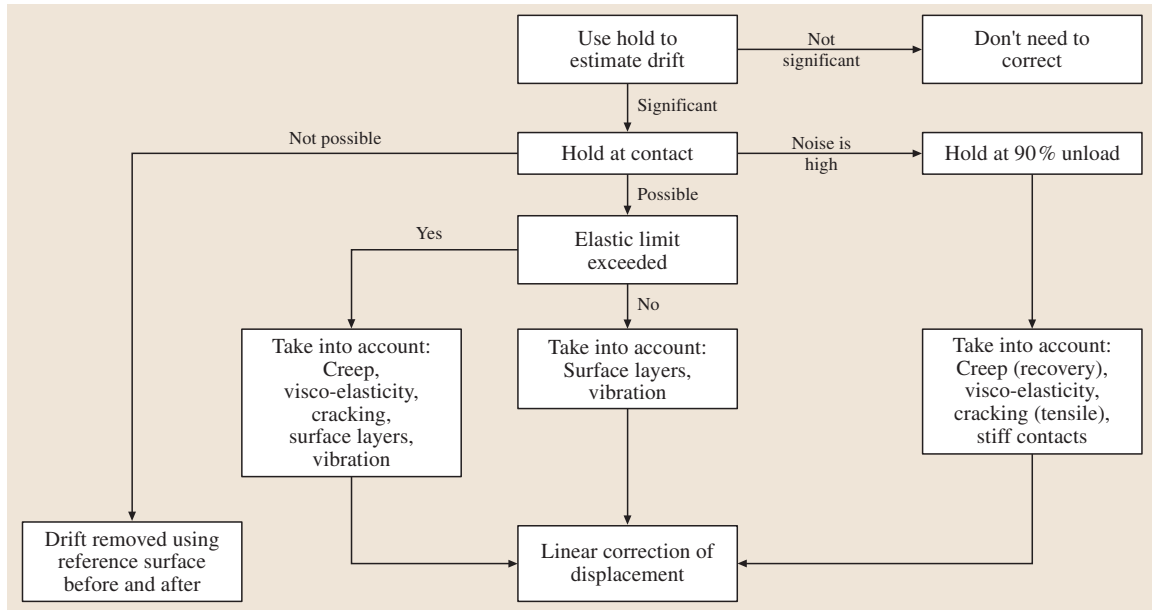 Use hold to
estimate drift
Not
significant
Don't need to
correct
Significant
Not possible
Hold at contact
Noise is
high
Hold at 90% unload
Possible
Yes
Elastic limit
exceeded
No
Take into account:
Creep,
visco-elasticity,
cracking,
surface layers,
vibration
Take into account:
Surface layers,
vibration
Take into account:
Creep (recovery),
visco-elasticity,
cracking (tensile),
stiff contacts
Drift removed using
reference surface
before and after
Linear correction of
displacement